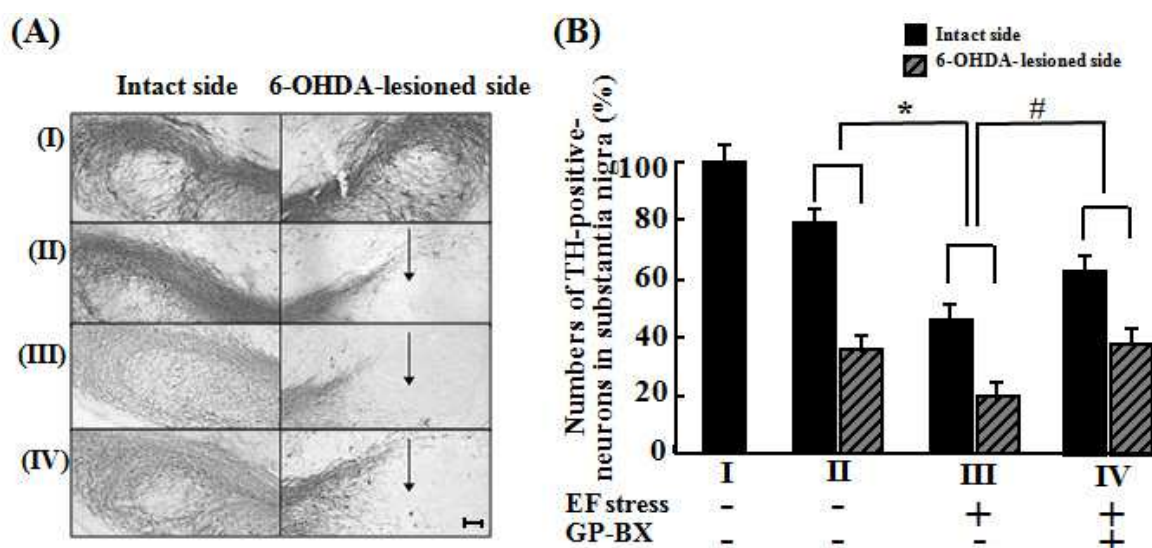 (A)
Intact side 6-OHDA-lesioned side
(I)
(II)
(III)
(IV)
(B)
Intact side
6-OHDA-lesioned side
Numbers of TH-positive-
neurons in substantia nigra (%)
* #
100
80
60
40
20
0
I II III IV
EF stress - - + +
GP-BX - - - +